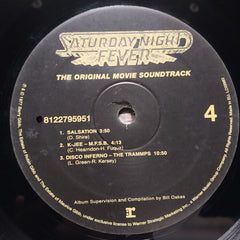 SATURDAY NIGHT
FEVER
THE ORIGINAL MOVIE SOUNDTRACK
8122795951
4
1. SALSATION 3:50
(D. Shire)
2. K-JEE – M.F.S.B. 4:13
(C. Hearndon-H. Fuqua)
3. DISCO INFERNO – THE TRAMMPS 10:50
(L. Green-R. Kersey)
Album Supervision and Compilation by Bill Oakes